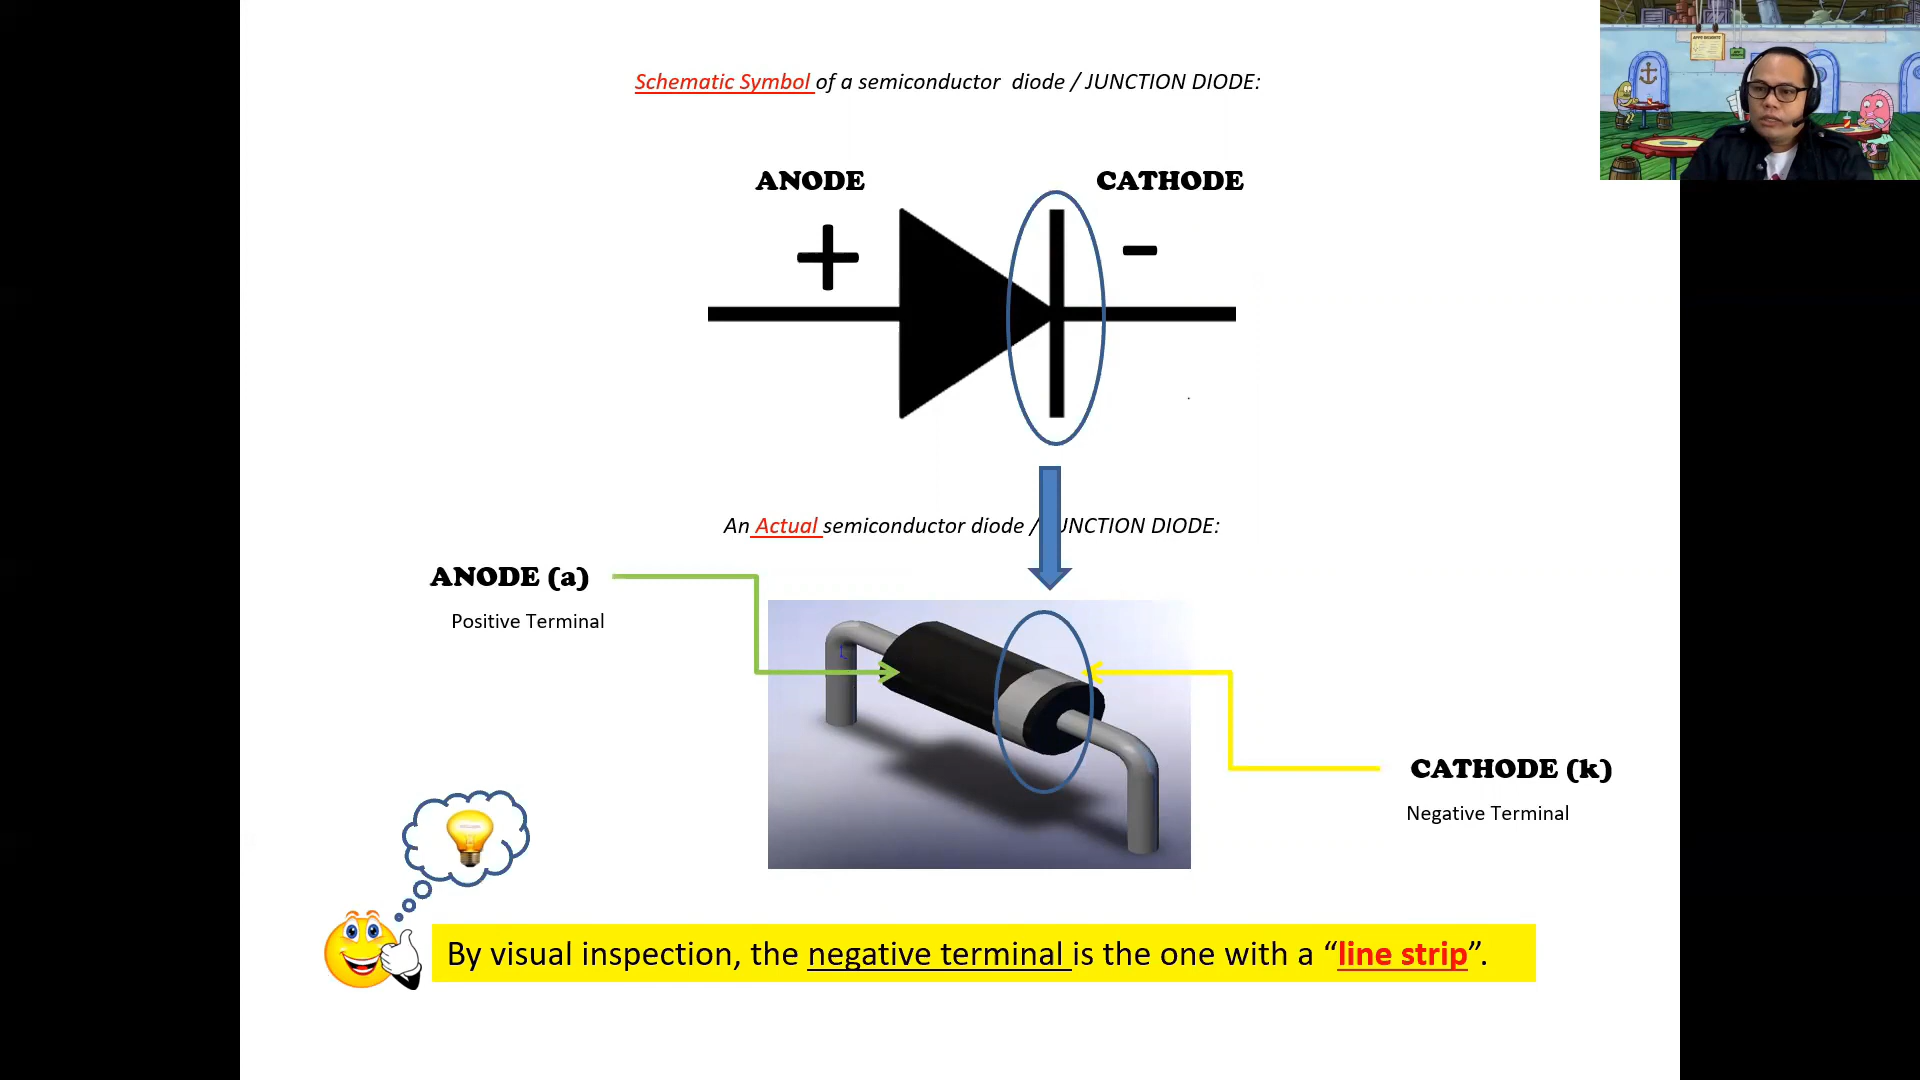 Schematic Symbol of a semiconductor diode / JUNCTION DIODE:
ANODE
CATHODE
+
-
An Actual semiconductor diode / UNCTION DIODE:
ANODE (a)
Positive Terminal
CATHODE (k)
Negative Terminal
By visual inspection, the negative terminal is the one with a “line strip”.